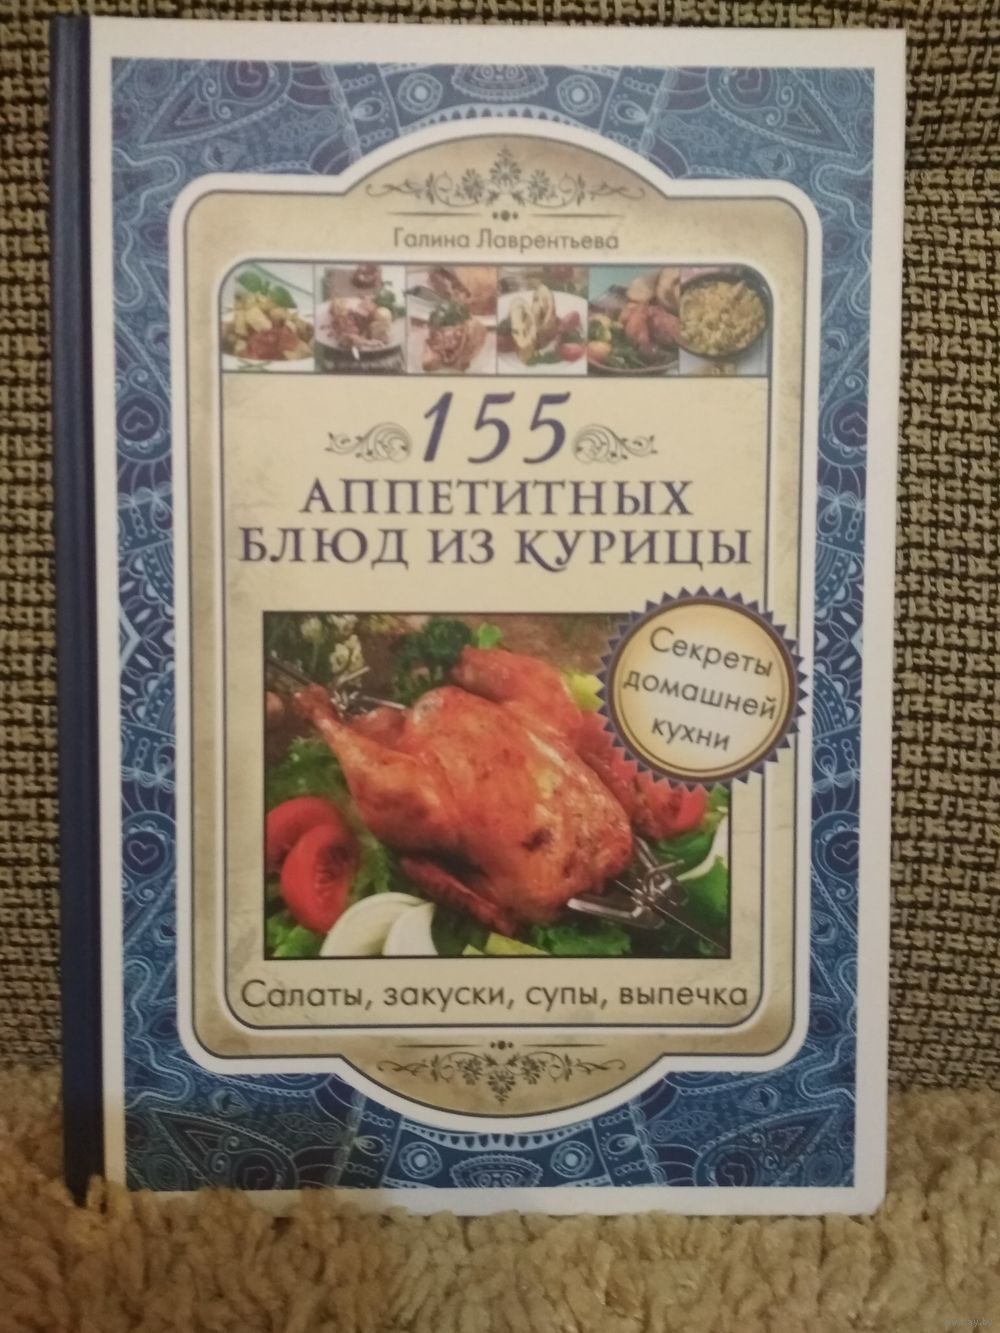 Галина Лаврентьева
155
АППЕТИТНЫХ
БЛЮД ИЗ КУРИЦЫ
Секреты
домашней
кухни
Салаты, закуски, супы, выпечка